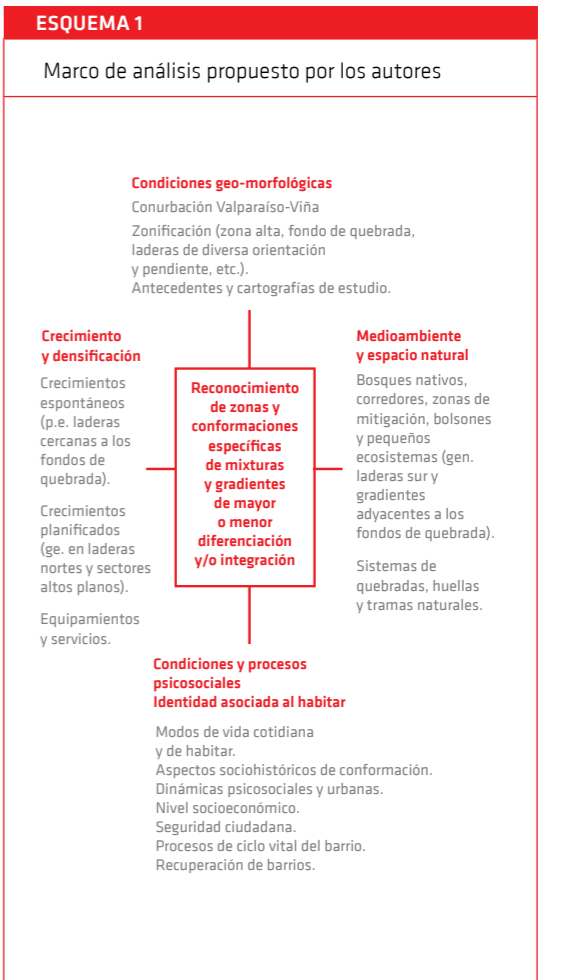 ESQUEMA 1
Marco de análisis propuesto por los autores
Condiciones geo-morfológicas
Conurbación Valparaíso-Viña
Zonificación (zona alta, fondo de quebrada,
laderas de diversa orientación
y pendiente, etc.).
Antecedentes y cartografías de estudio.
Crecimiento
y densificación
Crecimientos
espontáneos
(p.e. laderas
cercanas a los
fondos de
quebrada).
Crecimientos
planificados
(ge. en laderas
nortes y sectores
altos planos).
Equipamientos
y servicios.
Reconocimiento
de zonas y
conformaciones
específicas
de mixturas
y gradientes
de mayor
o menor
diferenciación
y/o integración
Medioambiente
y espacio natural
Bosques nativos,
corredores, zonas de
mitigación, bolsones
y pequeños
ecosistemas (gen.
laderas sur y
gradientes
adyacentes a los
fondos de quebrada).
Sistemas de
quebradas, huellas
y tramas naturales.
Condiciones y procesos
psicosociales
Identidad asociada al habitar
Modos de vida cotidiana
y de habitar.
Aspectos sociohistóricos de conformación.
Dinámicas psicosociales y urbanas.
Nivel socioeconómico.
Seguridad ciudadana.
Procesos de ciclo vital del barrio.
Recuperación de barrios.